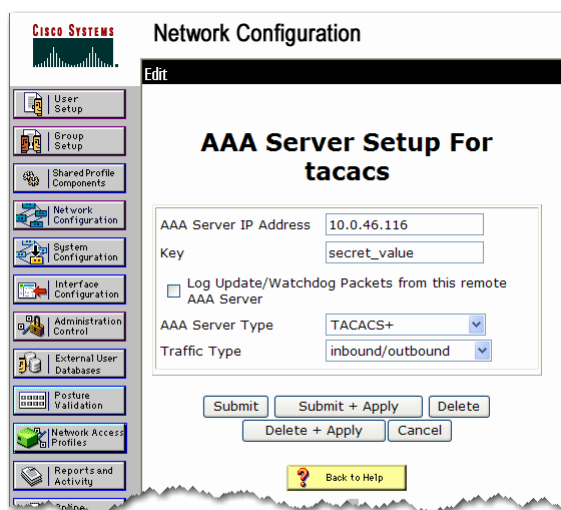 CISCO SYSTEMS
Network Configuration
Edit
User
Setup
Group
Setup
Shared Profile
Components
Network
Configuration
System
Configuration
Interface
Configuration
Administration
Control
External User
Databases
Posture
Validation
Network Access
Profiles
Reports and
Activity
Online
AAA Server Setup For
tacacs
AAA Server IP Address 10.0.46.116
Key secret_value
Log Update/Watchdog Packets from this remote
AAA Server
AAA Server Type TACACS+
Traffic Type inbound/outbound
Submit Submit + Apply Delete
Delete + Apply Cancel
? Back to Help